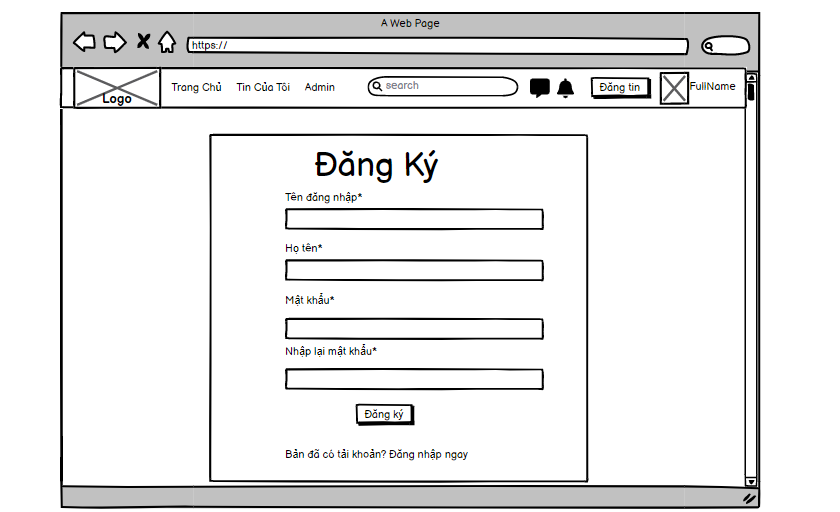 A Web Page
https://
Logo
Trang Chủ
Tin Của Tôi
Admin
search
Đăng tin
FullName
Đăng Ký
Tên đăng nhập*
Họ tên*
Mật khẩu*
Nhập lại mật khẩu*
Đăng ký
Bản đã có tải khoản? Đăng nhập ngay